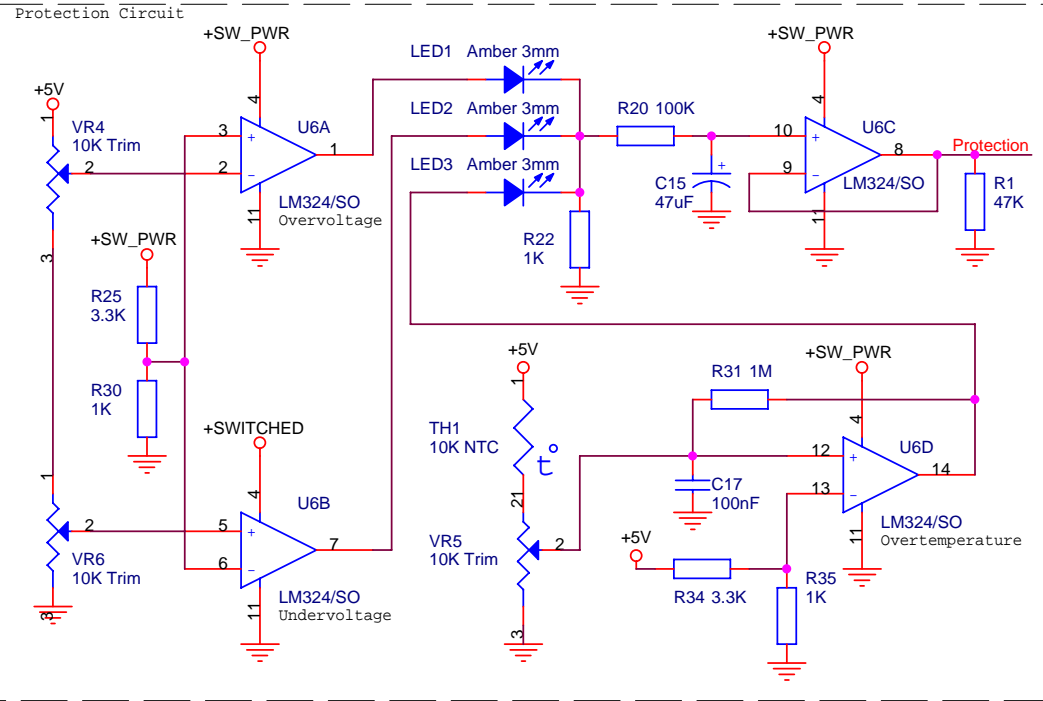 Protection Circuit
+SW_PWR
+5V
1
VR4
10K Trim
2
3
4
3
+
2
−
1
11
U6A
LM324/SO
Overvoltage
+SW_PWR
R25
3.3K
R30
1K
+SWITCHED
4
5
+
6
−
7
11
U6B
LM324/SO
Undervoltage
1
2
VR6
10K Trim
3
LED1 Amber 3mm
LED2 Amber 3mm
LED3 Amber 3mm
R20 100K
R22
1K
+
C15
47uF
+SW_PWR
4
10
+
9
−
8
11
U6C
LM324/SO
Protection
R1
47K
+5V
1
TH1
10K NTC
t°
21
VR5
10K Trim
2
3
R31 1M
C17
100nF
+5V
R34 3.3K
R35
1K
+SW_PWR
4
12
+
13
−
14
11
U6D
LM324/SO
Overtemperature